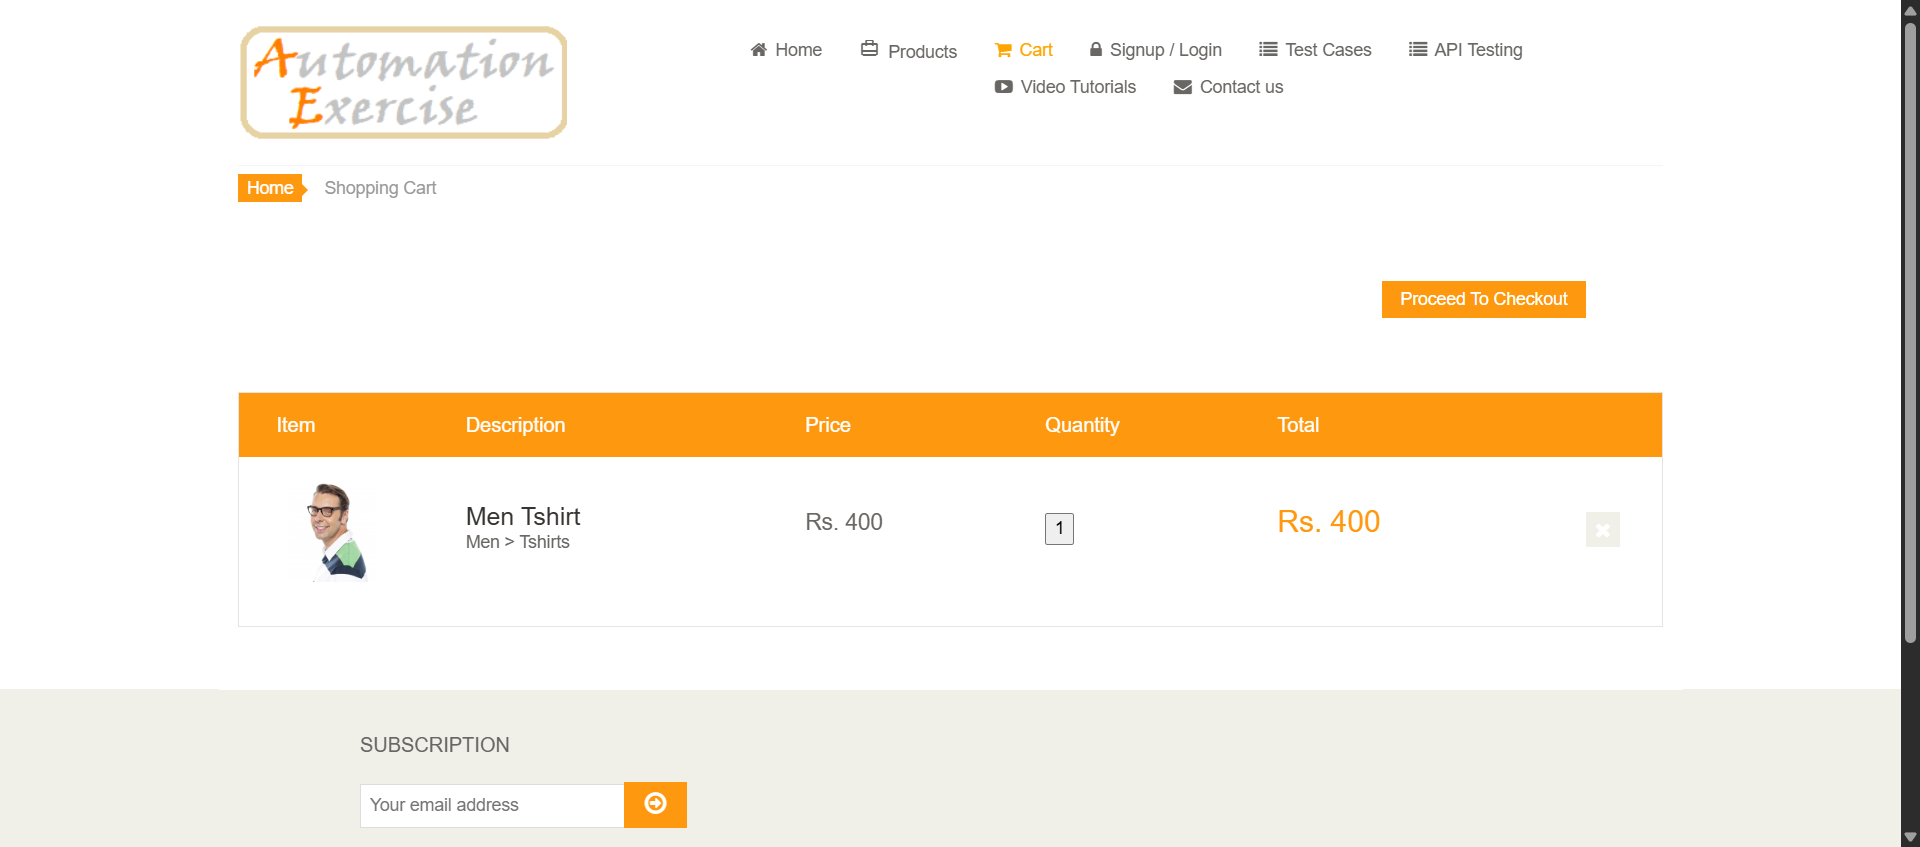 Automation
Exercise
Home Products Cart Signup / Login Test Cases API Testing
Video Tutorials Contact us
Home Shopping Cart
Proceed To Checkout
Item Description Price Quantity Total
Men Tshirt Rs. 400 1 Rs. 400
Men > Tshirts
SUBSCRIPTION
Your email address